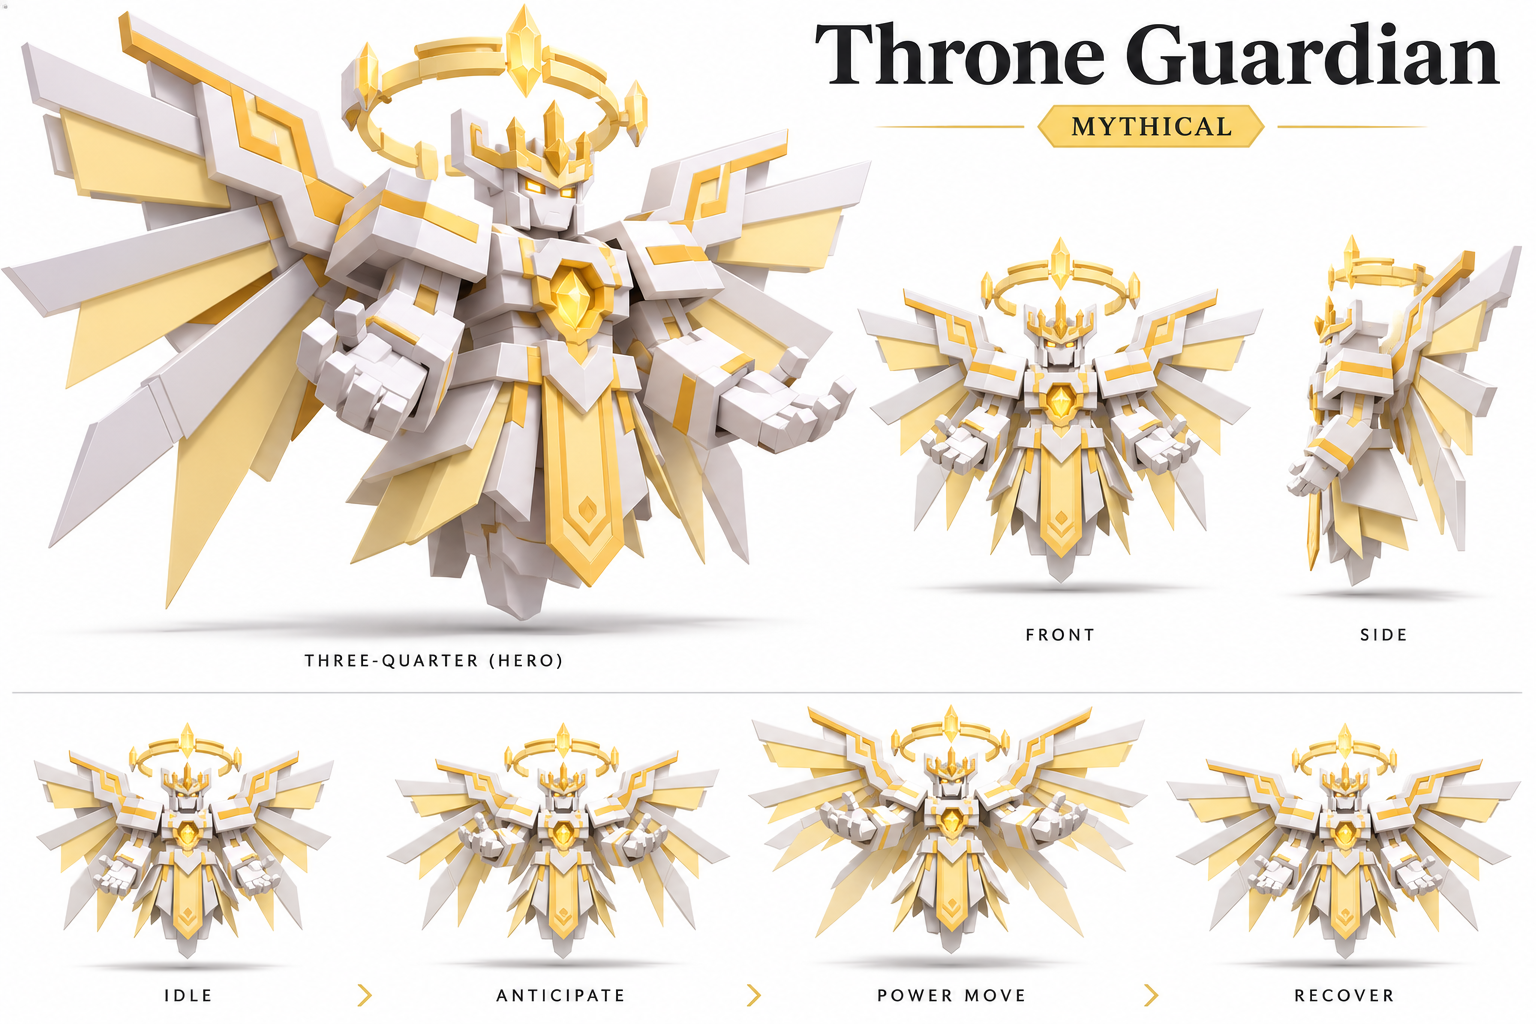 Throne Guardian
MYTHICAL
THREE-QUARTER (HERO)
FRONT
SIDE
IDLE
ANTICIPATE
POWER MOVE
RECOVER